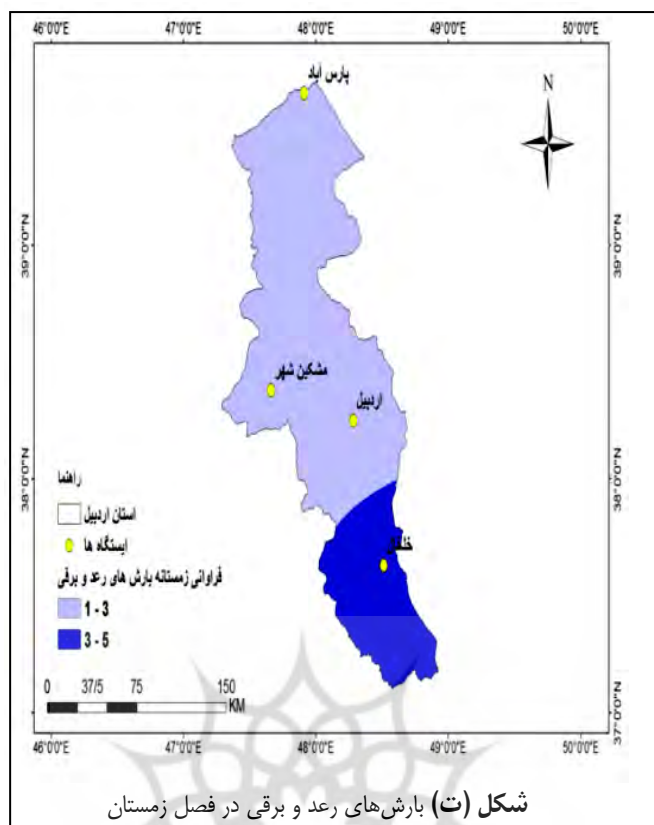 46°0'0"E 47°0'0"E 48°0'0"E 49°0'0"E 50°0'0"E
پارس آباد
N
39°0'0"N 39°0'0"N
مشکین شهر
اردبیل
38°0'0"N 38°0'0"N
خلخال
راهنما
استان اردبیل
ایستگاه ها
فراوانی زمستانه بارش های رعد و برقی
1 - 3
3 - 5
0 37/5 75 150
KM
37°0'0"N
46°0'0"E 47°0'0"E 48°0'0"E 49°0'0"E 50°0'0"E
شکل (ت) بارش‌های رعد و برقی در فصل زمستان